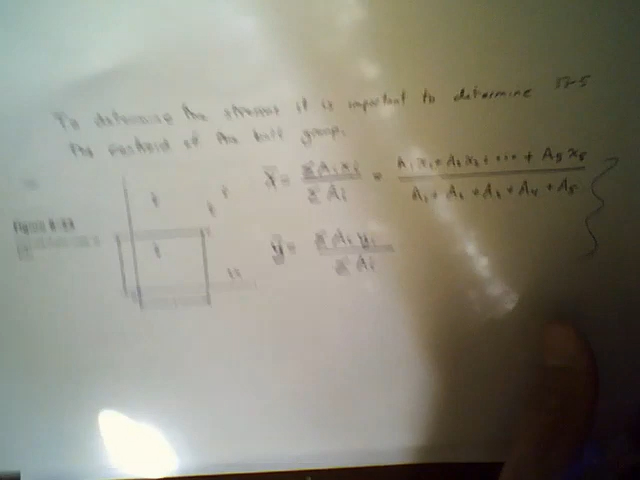 To determine the stresses it is important to determine
the centroid of the bolt group.
x̄ = ΣAixi / ΣAi = A1x1 + A2x2 + ... + A5x5 / A1 + A2 + A3 + A4 + A5
ȳ = ΣAiyi / ΣAi